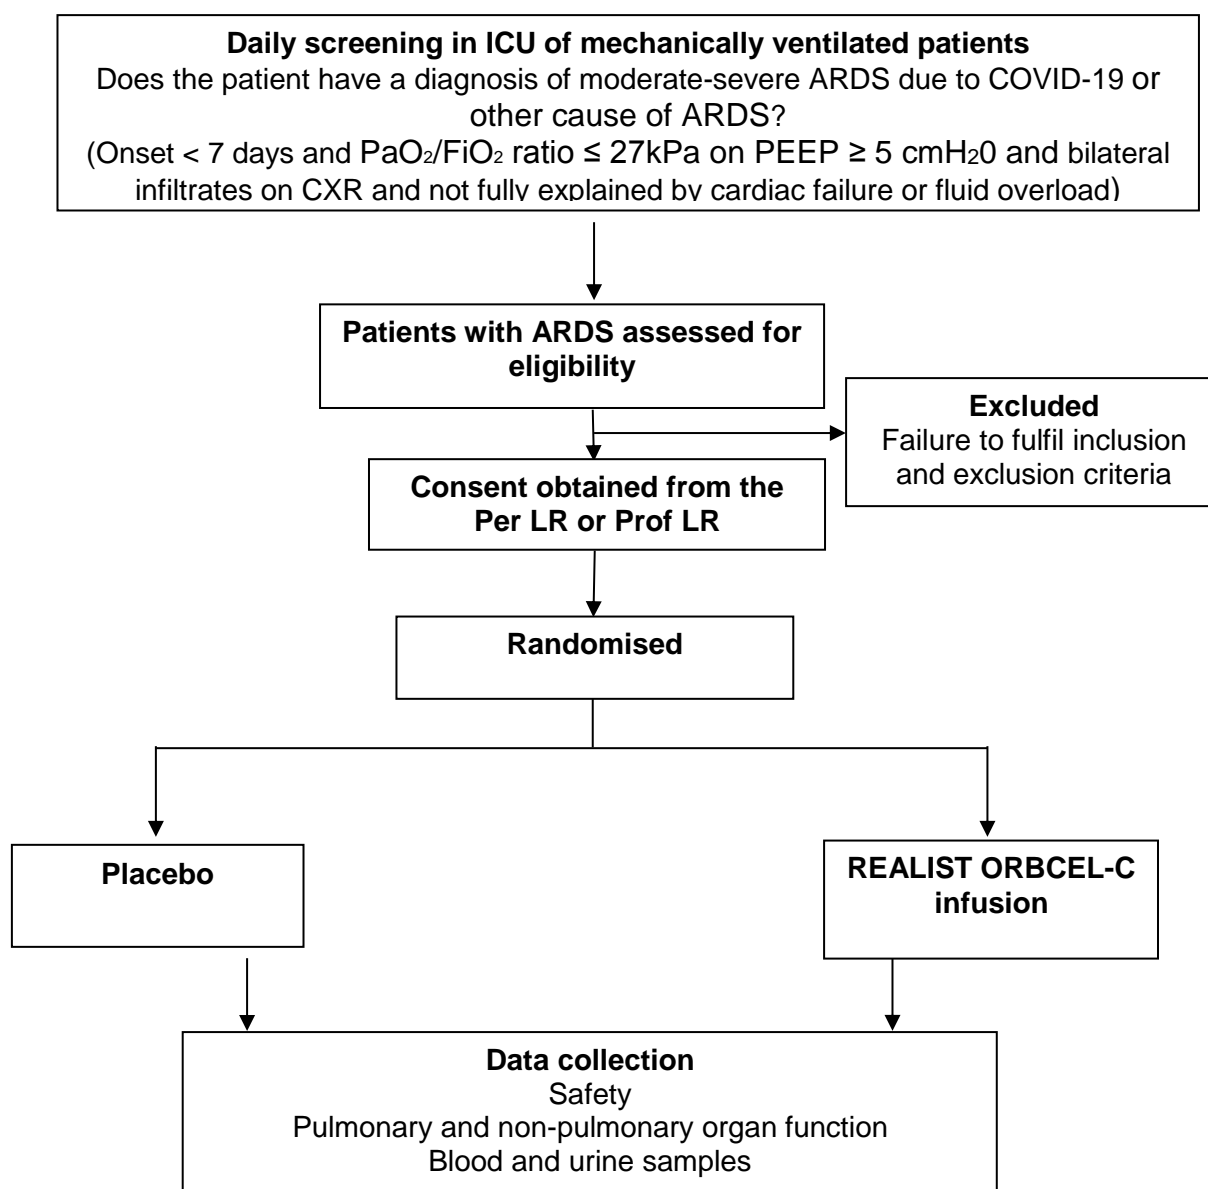 Daily screening in ICU of mechanically ventilated patients
Does the patient have a diagnosis of moderate-severe ARDS due to COVID-19 or
other cause of ARDS?
(Onset < 7 days and PaO₂/FiO₂ ratio ≤ 27kPa on PEEP ≥ 5 cmH₂0 and bilateral
infiltrates on CXR and not fully explained by cardiac failure or fluid overload)
Patients with ARDS assessed for
eligibility
Excluded
Failure to fulfil inclusion
and exclusion criteria
Consent obtained from the
Per LR or Prof LR
Randomised
Placebo
REALIST ORBCEL-C
infusion
Data collection
Safety
Pulmonary and non-pulmonary organ function
Blood and urine samples